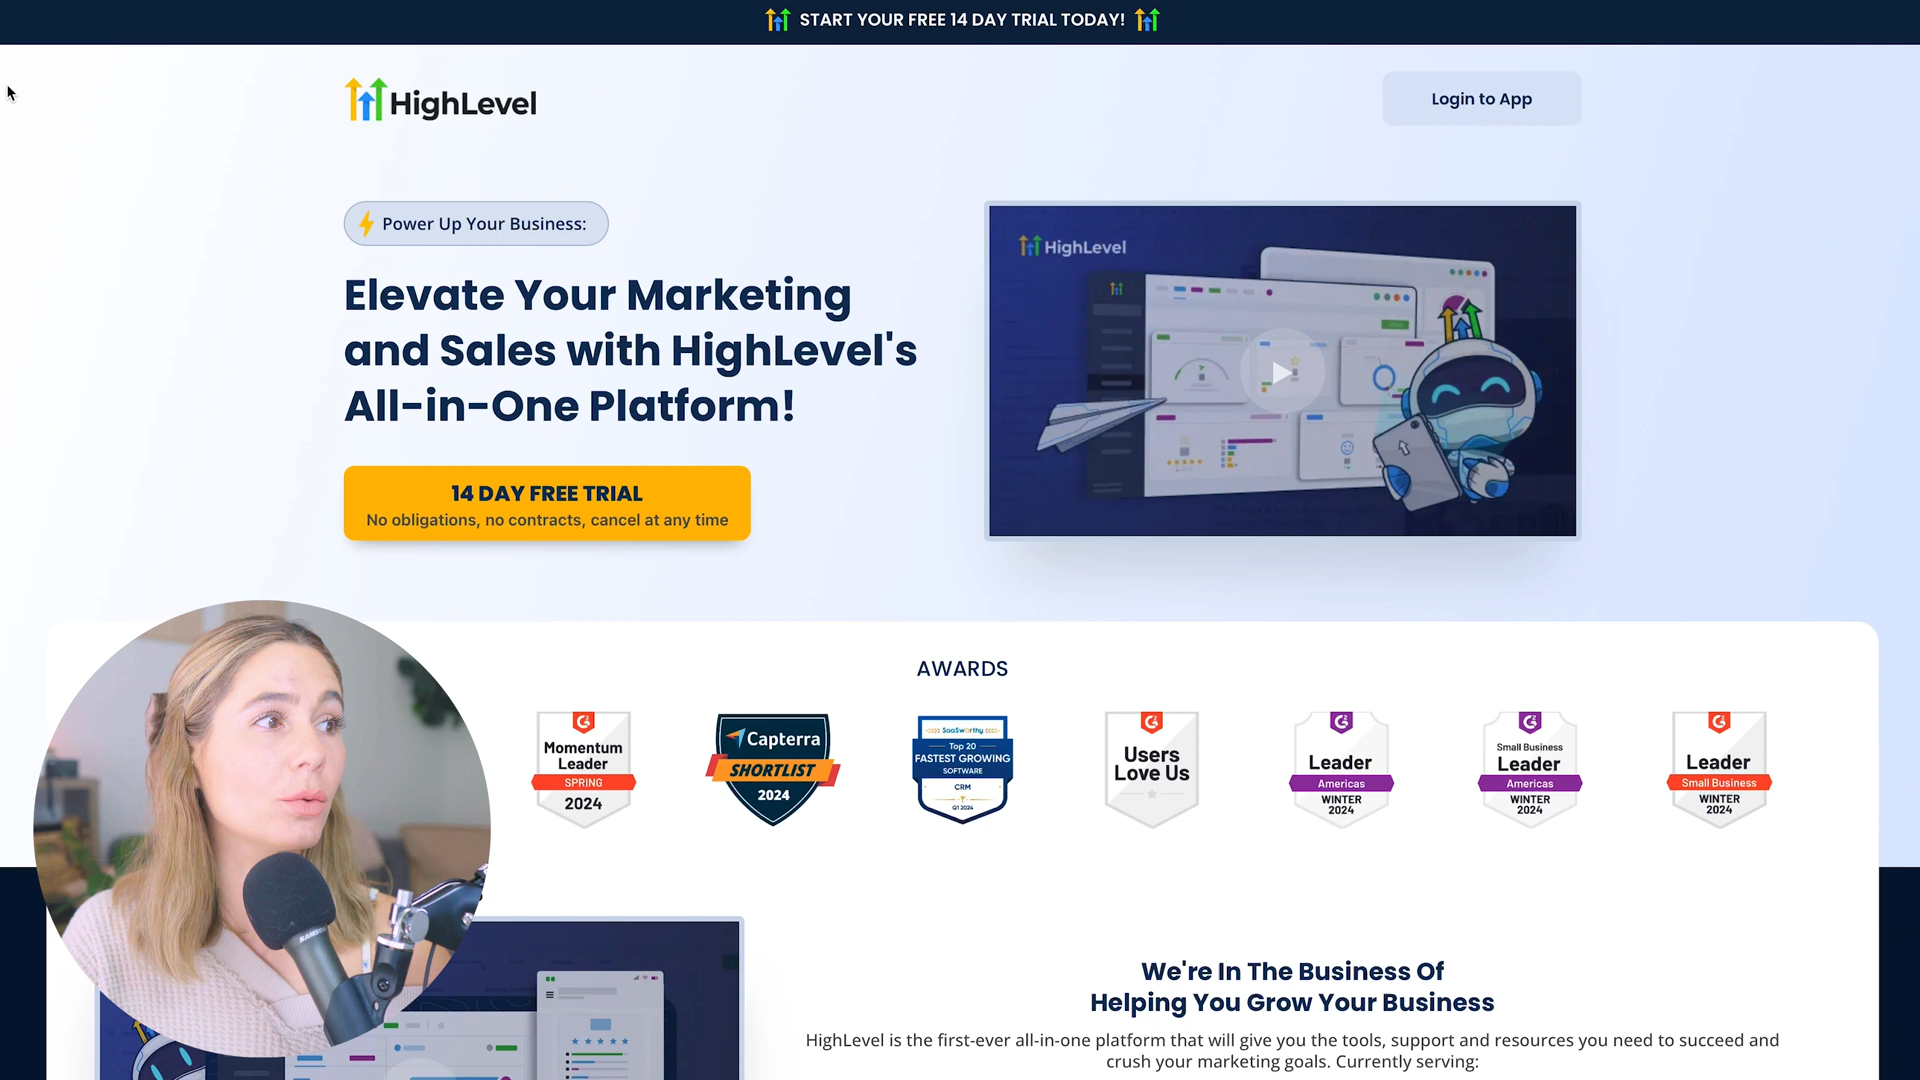 START YOUR FREE 14 DAY TRIAL TODAY!
HighLevel
Login to App
Power Up Your Business:
Elevate Your Marketing
and Sales with HighLevel's
All-in-One Platform!
14 DAY FREE TRIAL
No obligations, no contracts, cancel at any time
HighLevel
AWARDS
Momentum
Leader
SPRING
2024
Capterra
SHORTLIST
2024
SaaSworthy
Top 20
FASTEST GROWING
SOFTWARE
CRM
Q1 2024
Users
Love Us
Leader
Americas
WINTER
2024
Small Business
Leader
Americas
WINTER
2024
Leader
Small Business
WINTER
2024
SAMSON
We're In The Business Of
Helping You Grow Your Business
HighLevel is the first-ever all-in-one platform that will give you the tools, support and resources you need to succeed and
crush your marketing goals. Currently serving: